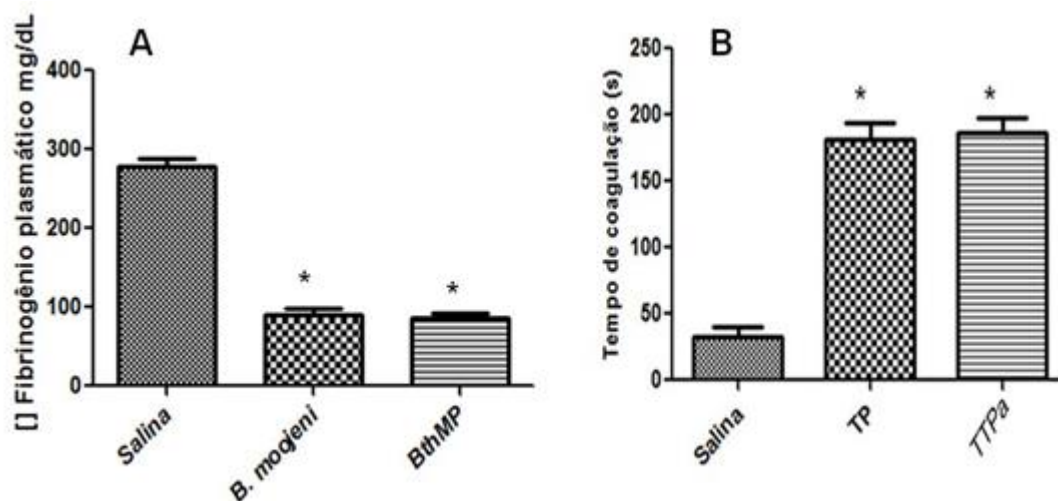 A
[] Fibrinogênio plasmático mg/dL
400
300
200
100
0
*
*
Salina
B. moojeni
BthMP
B
Tempo de coagulação (s)
250
200
150
100
50
0
*
*
Salina
TP
TTPa